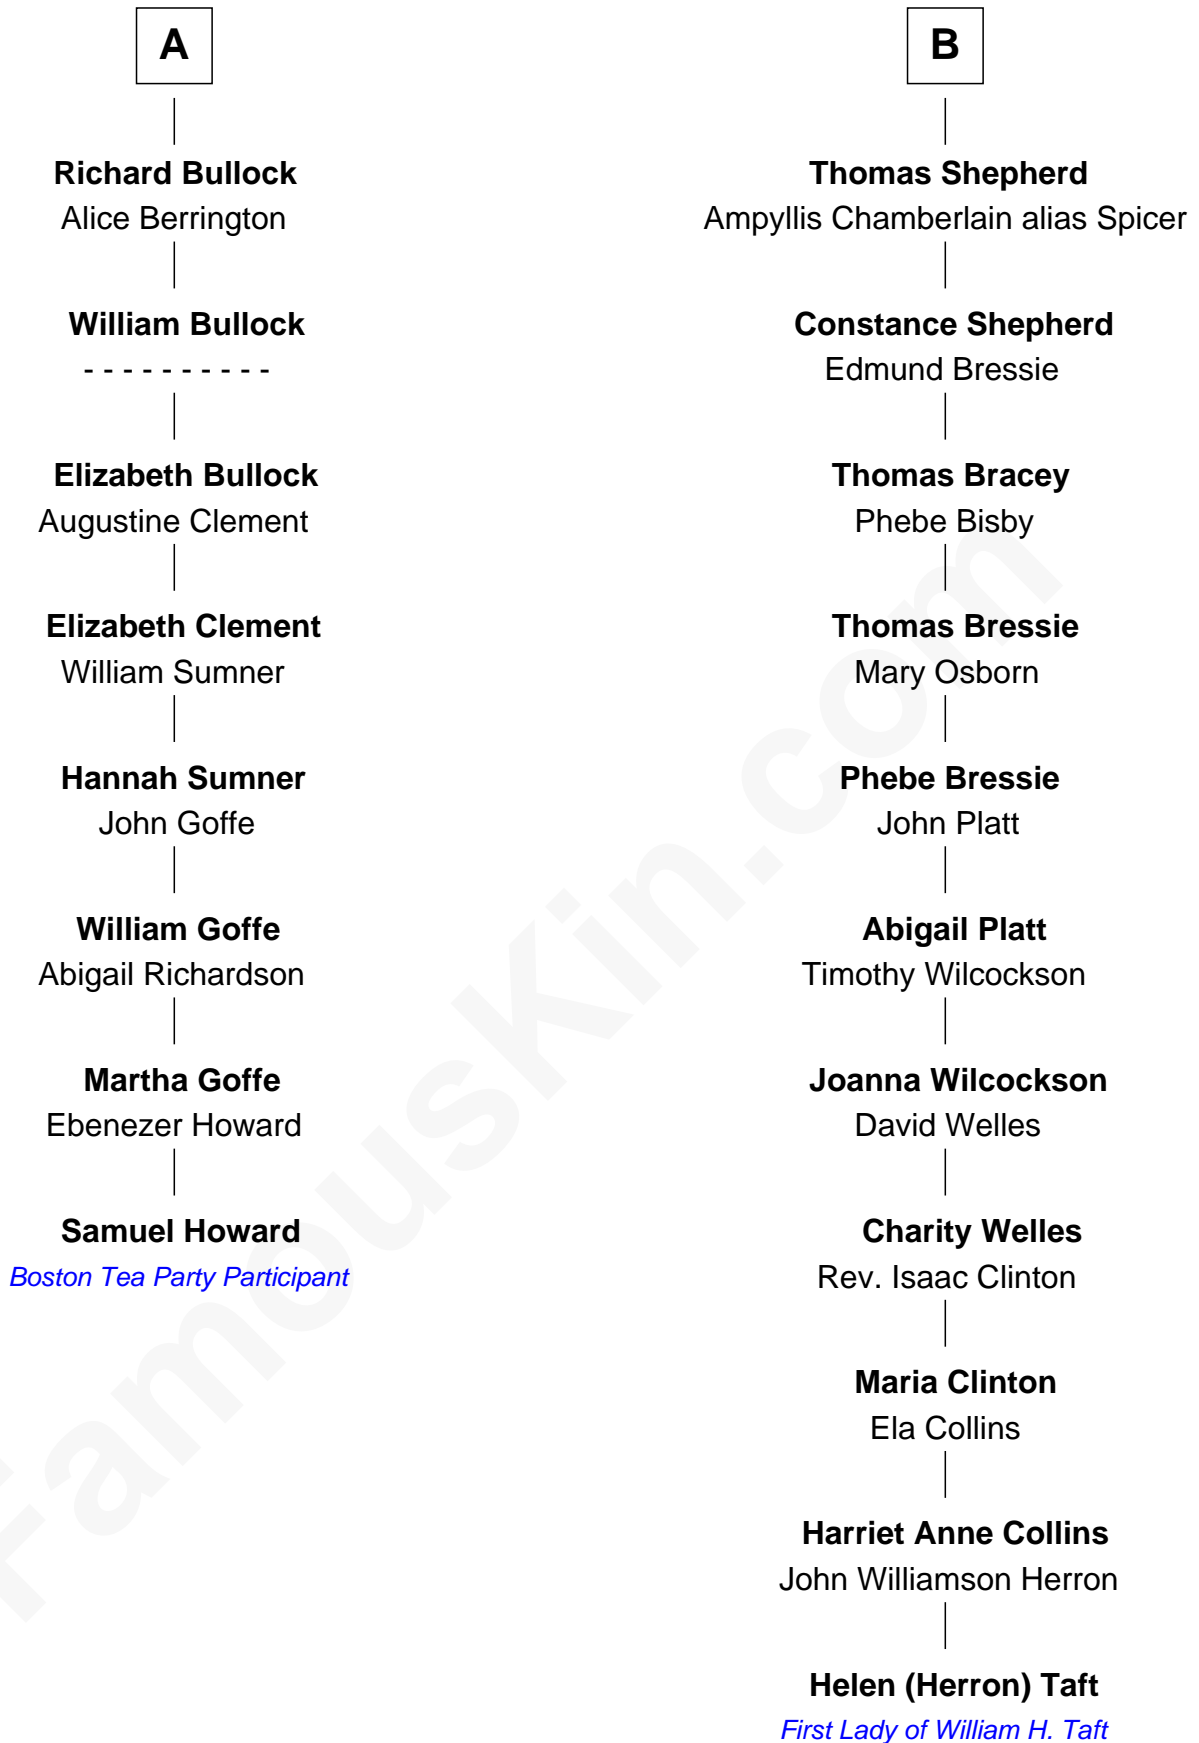 A
Richard Bullock
Alice Berrington
William Bullock
- - - - - - - - - -
Elizabeth Bullock
Augustine Clement
Elizabeth Clement
William Sumner
Hannah Sumner
John Goffe
William Goffe
Abigail Richardson
Martha Goffe
Ebenezer Howard
Samuel Howard
Boston Tea Party Participant
B
Thomas Shepherd
Ampyllis Chamberlain alias Spicer
Constance Shepherd
Edmund Bressie
Thomas Bracey
Phebe Bisby
Thomas Bressie
Mary Osborn
Phebe Bressie
John Platt
Abigail Platt
Timothy Wilcockson
Joanna Wilcockson
David Welles
Charity Welles
Rev. Isaac Clinton
Maria Clinton
Ela Collins
Harriet Anne Collins
John Williamson Herron
Helen (Herron) Taft
First Lady of William H. Taft
FamousKin.com